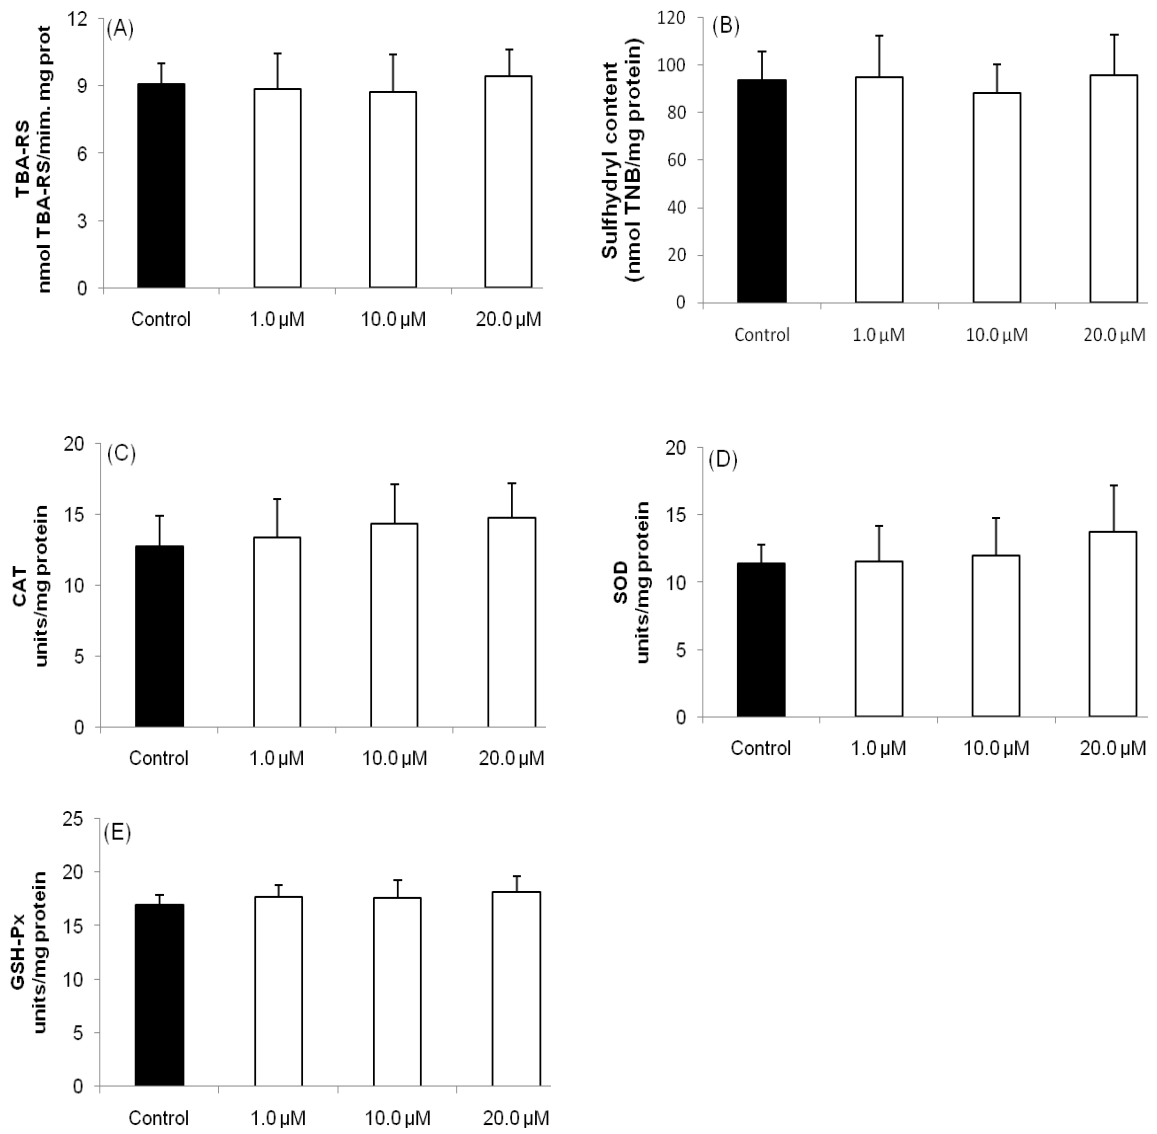 (A)
TBA-RS
nmol TBA-RS/mim. mg prot
12
9
6
3
0
Control 1.0 µM 10.0 µM 20.0 µM
(B)
Sulfhydryl content
(nmol TNB/mg protein)
120
100
80
60
40
20
0
Control 1.0 µM 10.0 µM 20.0 µM
(C)
CAT
units/mg protein
20
15
10
5
0
Control 1.0 µM 10.0 µM 20.0 µM
(D)
SOD
units/mg protein
20
15
10
5
0
Control 1.0 µM 10.0 µM 20.0 µM
(E)
GSH-Px
units/mg protein
25
20
15
10
5
0
Control 1.0 µM 10.0 µM 20.0 µM